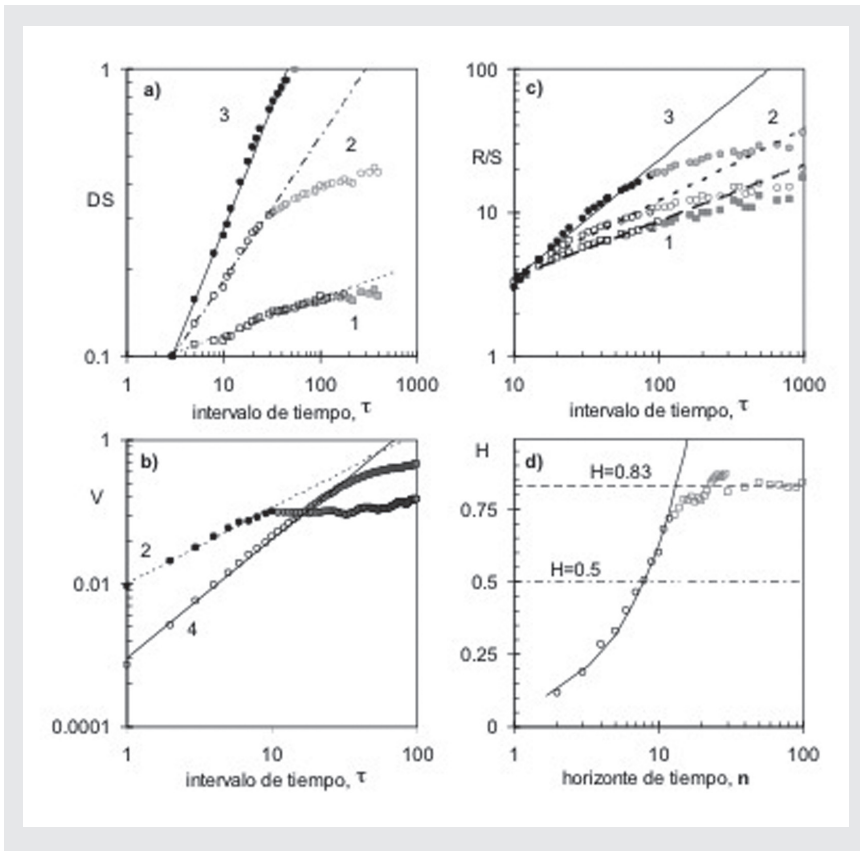 a)
1
DS
0.1
3
2
1
1
10
100
1000
intervalo de tiempo, τ
c)
100
R/S
10
1
3
2
1
10
100
1000
intervalo de tiempo, τ
b)
1
V
0.01
0.0001
2
4
1
10
100
intervalo de tiempo, τ
d)
H
0.75
0.5
0.25
0
H=0.83
H=0.5
1
10
100
horizonte de tiempo, n